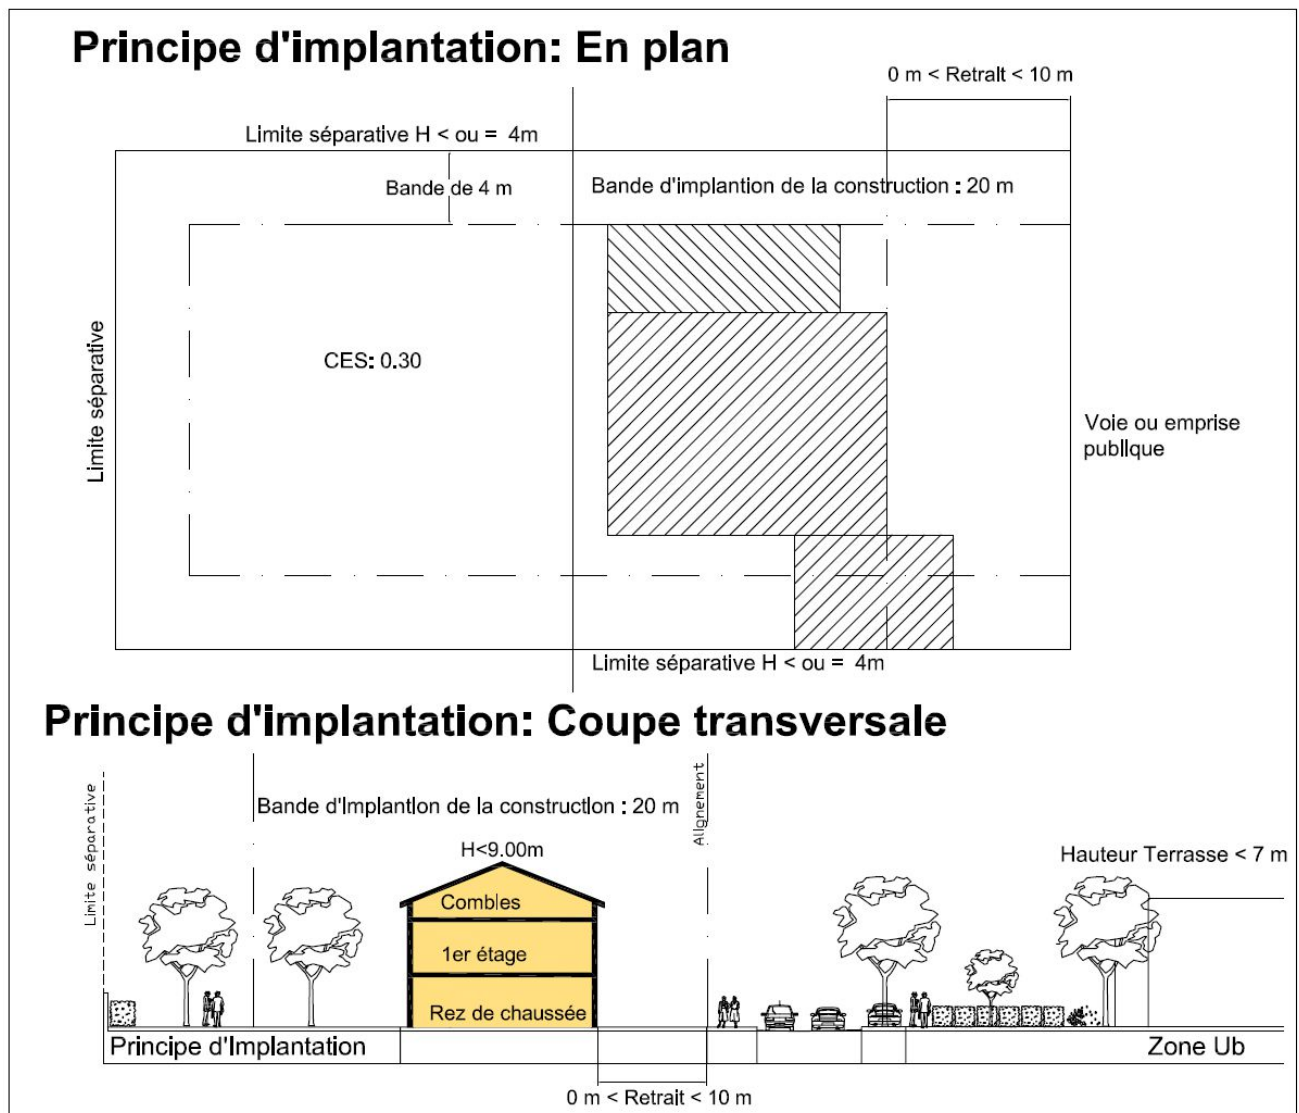 Principe d'implantation: En plan
0 m < Retrait < 10 m
Limite séparative H < ou = 4m
Bande de 4 m
Bande d'implantion de la construction : 20 m
CES: 0.30
Limite séparative
Voie ou emprise
publique
Limite séparative H < ou = 4m
Principe d'Implantation: Coupe transversale
Limite séparative
Alignement
Bande d'Implantion de la construction : 20 m
H<9.00m
Hauteur Terrasse < 7 m
Combles
1er étage
Rez de chaussée
Principe d'Implantation
Zone Ub
0 m < Retrait < 10 m